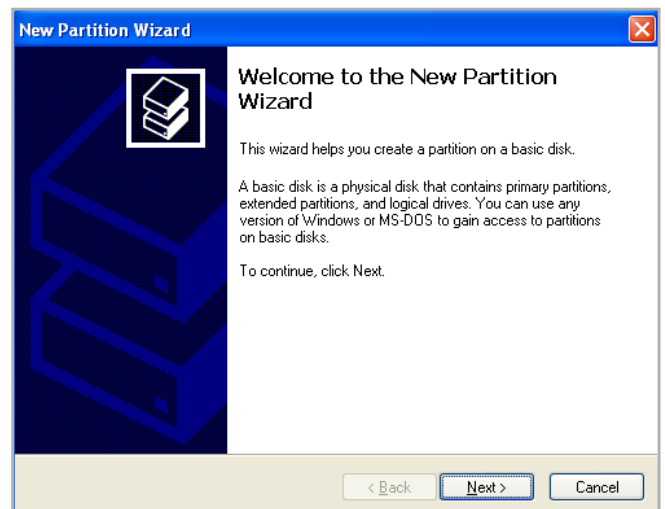 New Partition Wizard
Welcome to the New Partition
Wizard
This wizard helps you create a partition on a basic disk.
A basic disk is a physical disk that contains primary partitions,
extended partitions, and logical drives. You can use any
version of Windows or MS-DOS to gain access to partitions
on basic disks.
To continue, click Next.
< Back
Next >
Cancel